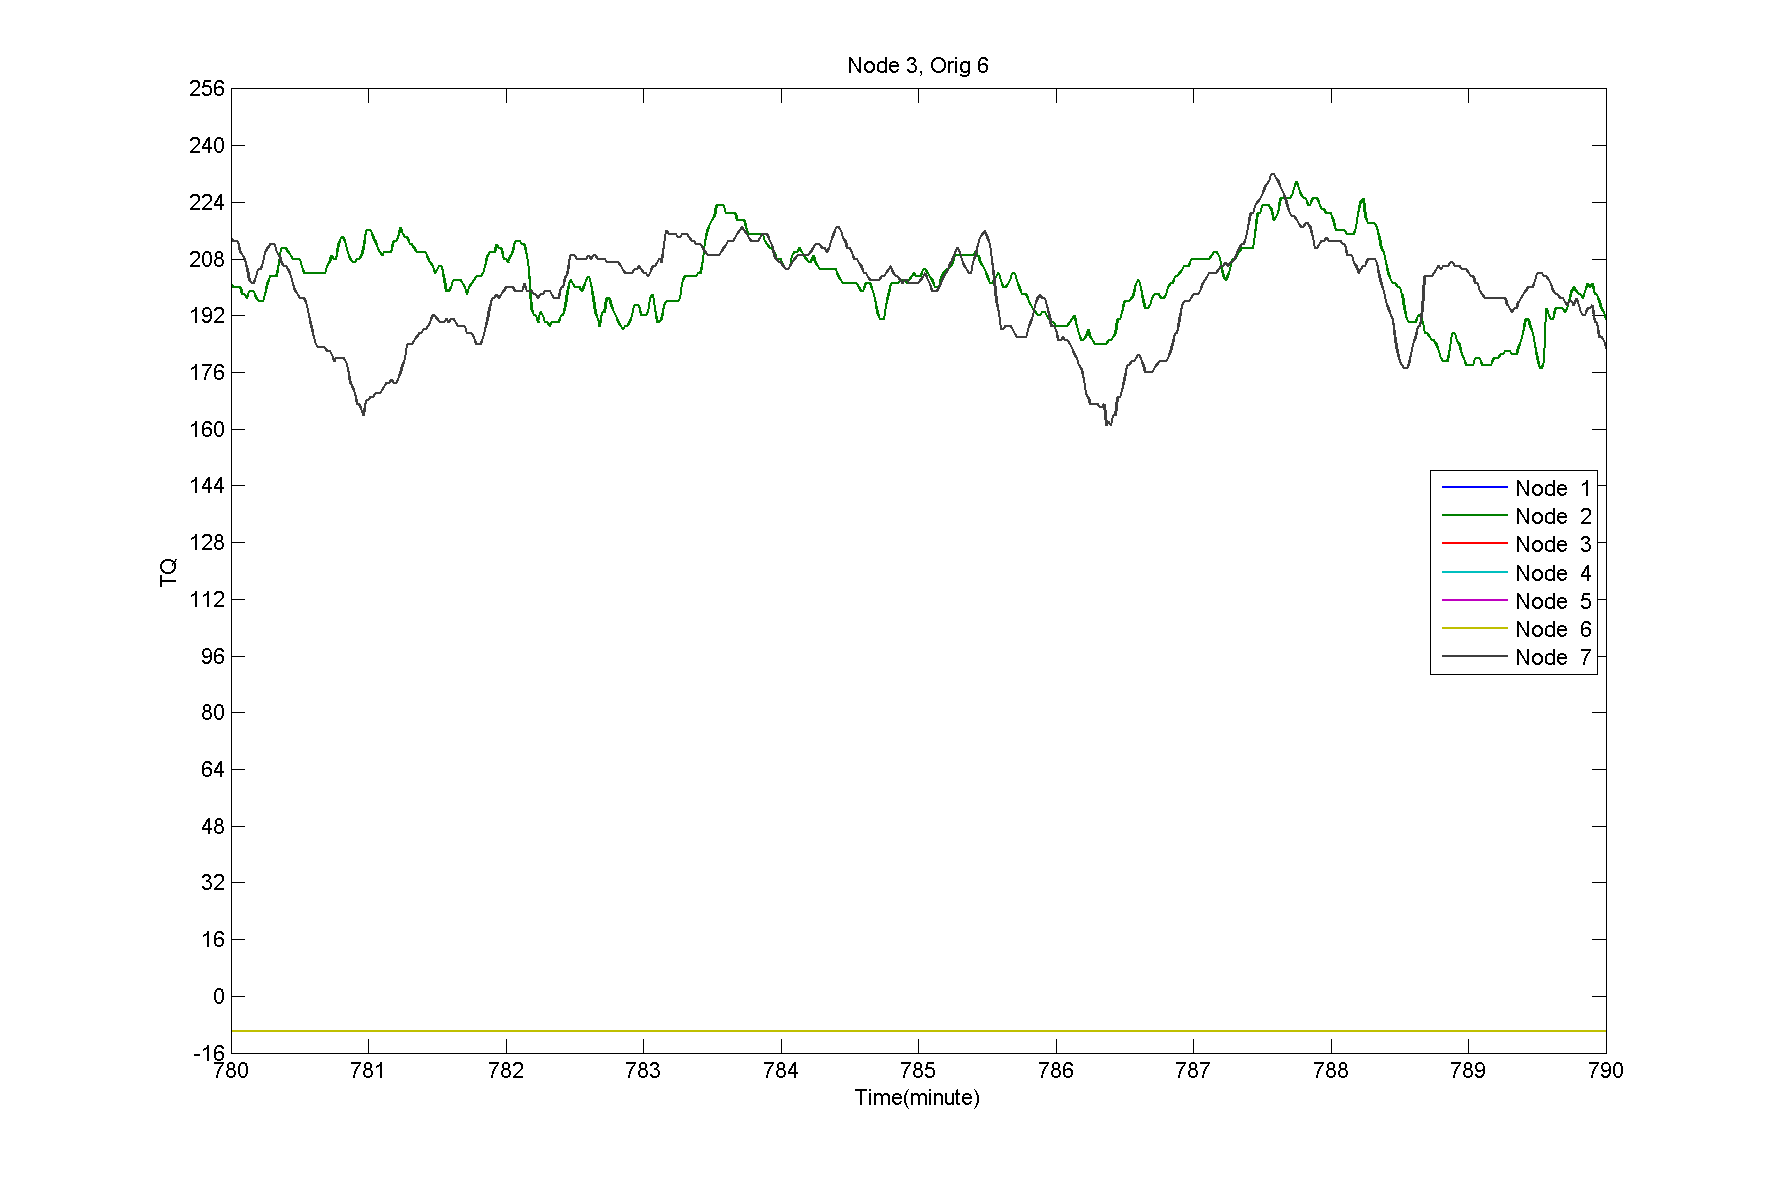 Node 3, Orig 6
256
240
224
208
192
176
160
144
128
112
96
80
64
48
32
16
0
-16
TQ
Node 1
Node 2
Node 3
Node 4
Node 5
Node 6
Node 7
780 781 782 783 784 785 786 787 788 789 790
Time(minute)